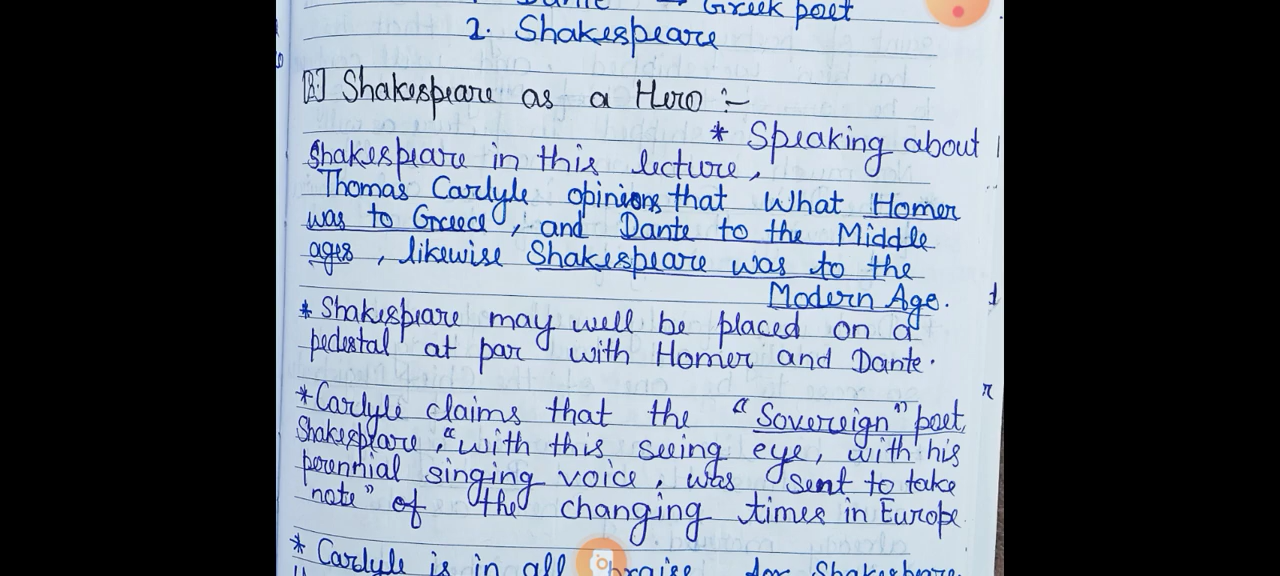 Dante → Greek poet
2. Shakespeare
[B] Shakespeare as a Hero :-
* Speaking about
Shakespeare in this lecture,
Thomas Carlyle opinions that What Homer
was to Greece, and Dante to the Middle
ages, likewise Shakespeare was to the
Modern Age.
* Shakespeare may well be placed on a
pedestal at par with Homer and Dante.
* Carlyle claims that the "Sovereign" poet,
Shakespeare, "with this seeing eye, with his
perennial singing voice, was sent to take
note" of the changing times in Europe.
* Carlyle is in all praise for Shakespeare.